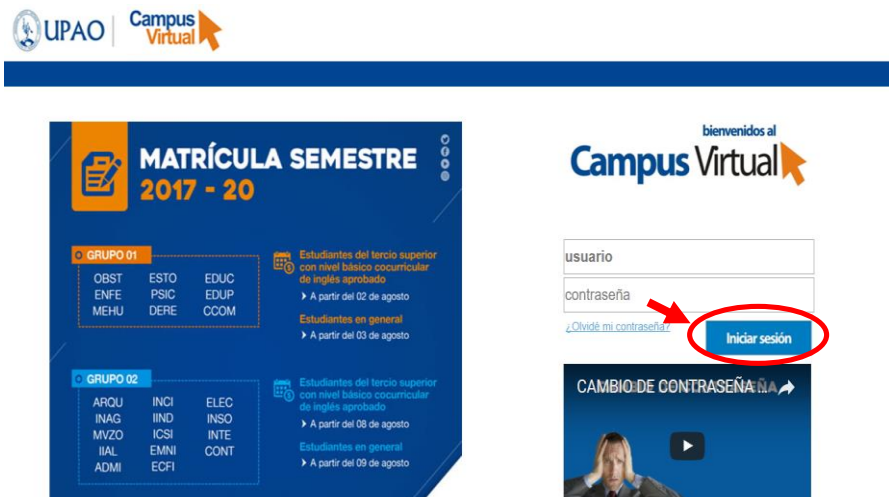 UPAO
Campus
Virtual
MATRÍCULA SEMESTRE
2017 - 20
GRUPO 01
OBST ESTO EDUC
ENFE PSIC EDUP
MEHU DERE CCOM
Estudiantes del tercio superior
con nivel básico cocurricular
de inglés aprobado
A partir del 02 de agosto
Estudiantes en general
A partir del 03 de agosto
GRUPO 02
ARQU INCI ELEC
INAG IIND INSO
MVZO ICSI INTE
IIAL EMNI CONT
ADMI ECFI
Estudiantes del tercio superior
con nivel básico cocurricular
de inglés aprobado
A partir del 08 de agosto
Estudiantes en general
A partir del 09 de agosto
bienvenidos al
Campus Virtual
usuario
contraseña
¿Olvidé mi contraseña?
Iniciar sesión
CAMBIO DE CONTRASEÑA ...